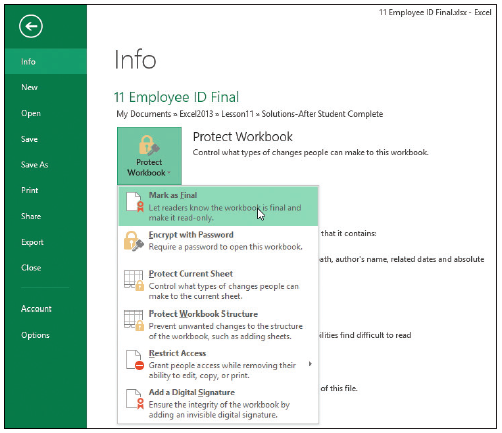 11 Employee ID Final.xlsx - Excel
Info
New
Open
Save
Save As
Print
Share
Export
Close
Account
Options
Info
11 Employee ID Final
My Documents » Excel2013 » Lesson11 » Solutions-After Student Complete
Protect Workbook
Control what types of changes people can make to this workbook.
Protect
Workbook
Mark as Final
Let readers know the workbook is final and
make it read-only.
Encrypt with Password
Require a password to open this workbook.
Protect Current Sheet
Control what types of changes people can
make to the current sheet.
Protect Workbook Structure
Prevent unwanted changes to the structure
of the workbook, such as adding sheets.
Restrict Access
Grant people access while removing their
ability to edit, copy, or print.
Add a Digital Signature
Ensure the integrity of the workbook by
adding an invisible digital signature.
that it contains:
path, author's name, related dates and absolute
bilities find difficult to read
of this file.